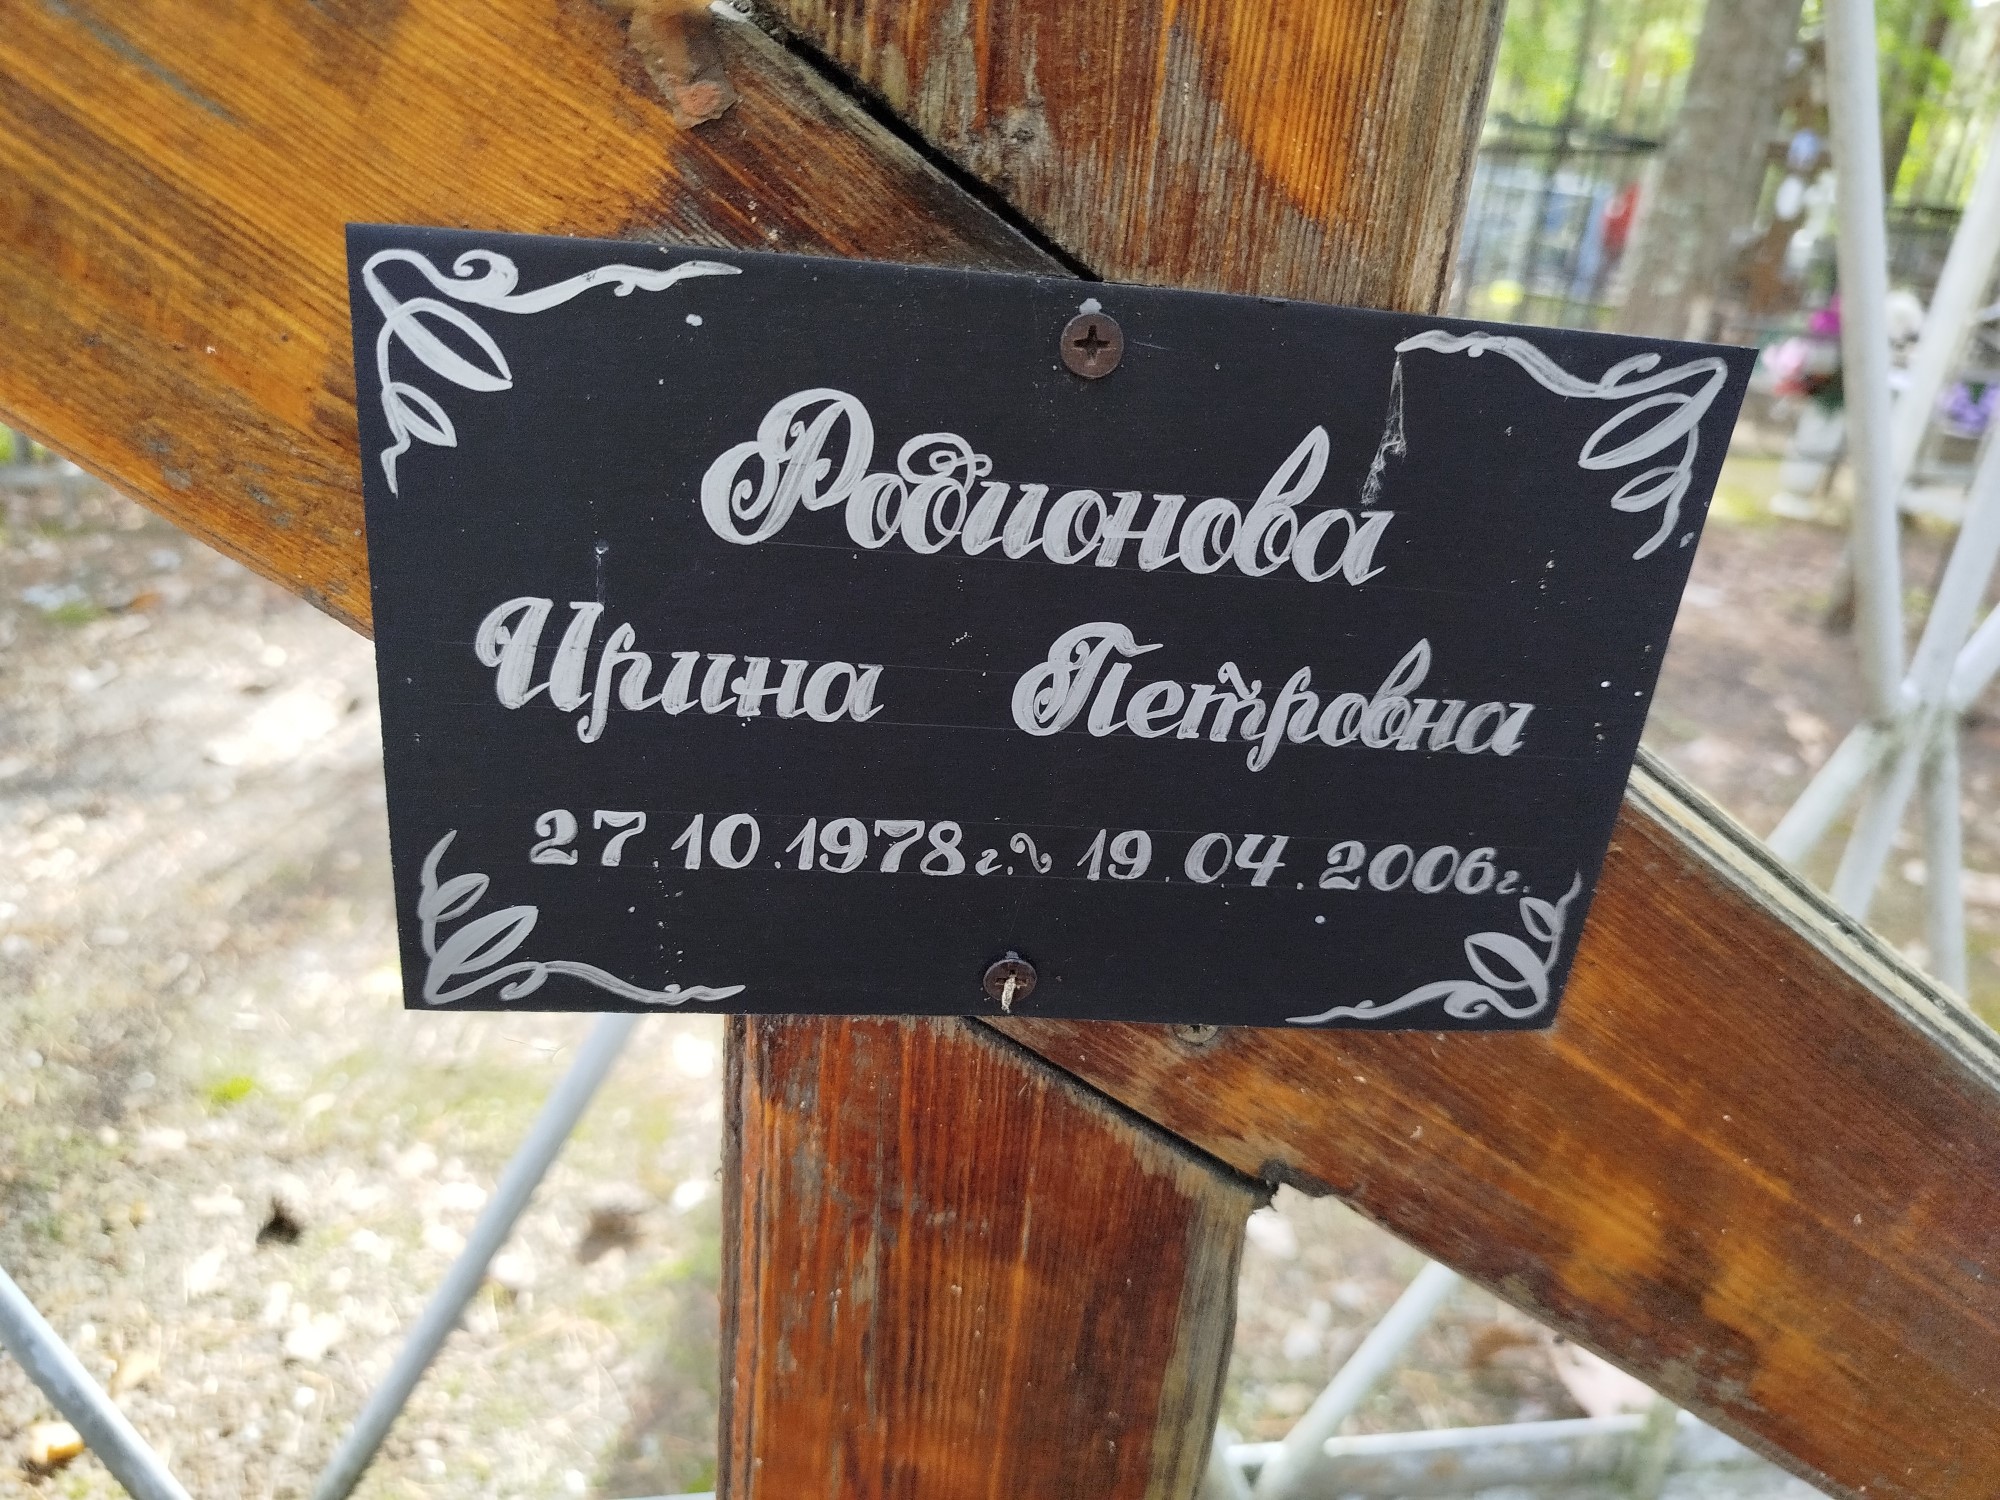 Родионова
Ирина Петровна
27.10.1978г. ~ 19.04.2006г.